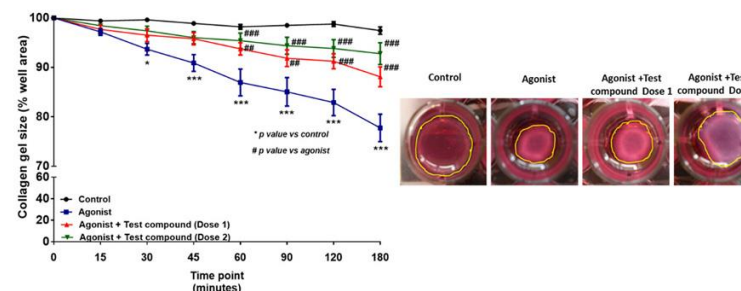 Collagen gel size (% well area)
100
90
80
70
60
40
20
0
0 15 30 45 60 90 120 180
Time point
(minutes)
* *** *** *** *** ***
### ### ### ###
## ## ### ###
* p value vs control
# p value vs agonist
Control
Agonist
Agonist + Test compound (Dose 1)
Agonist + Test compound (Dose 2)
Control
Agonist
Agonist +Test
compound Dose 1
Agonist +Test
compound Do